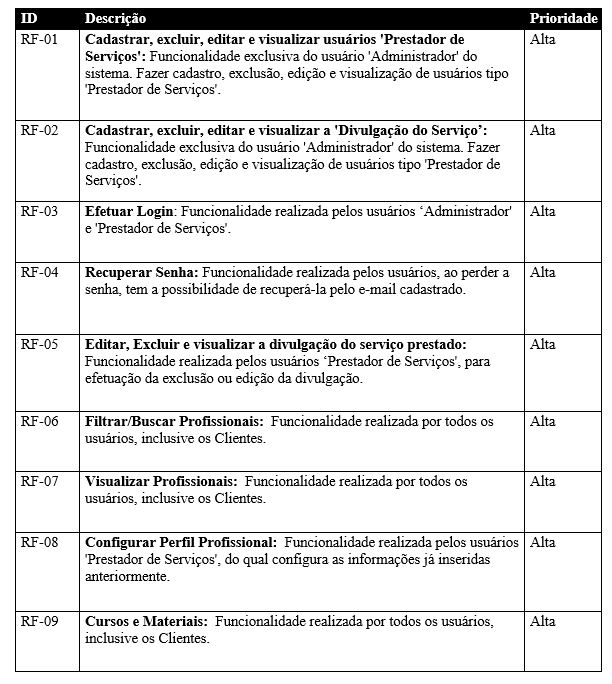 ID Descrição Prioridade
RF-01 Cadastrar, excluir, editar e visualizar usuários 'Prestador de Alta
Serviços': Funcionalidade exclusiva do usuário 'Administrador' do
sistema. Fazer cadastro, exclusão, edição e visualização de usuários tipo
'Prestador de Serviços'.
RF-02 Cadastrar, excluir, editar e visualizar a 'Divulgação do Serviço’: Alta
Funcionalidade exclusiva do usuário 'Administrador' do sistema. Fazer
cadastro, exclusão, edição e visualização de usuários tipo 'Prestador de
Serviços'.
RF-03 Efetuar Login: Funcionalidade realizada pelos usuários ‘Administrador' Alta
e 'Prestador de Serviços'.
RF-04 Recuperar Senha: Funcionalidade realizada pelos usuários, ao perder a Alta
senha, tem a possibilidade de recuperá-la pelo e-mail cadastrado.
RF-05 Editar, Excluir e visualizar a divulgação do serviço prestado: Alta
Funcionalidade realizada pelos usuários ‘Prestador de Serviços', para
efetuação da exclusão ou edição da divulgação.
RF-06 Filtrar/Buscar Profissionais: Funcionalidade realizada por todos os Alta
usuários, inclusive os Clientes.
RF-07 Visualizar Profissionais: Funcionalidade realizada por todos os Alta
usuários, inclusive os Clientes.
RF-08 Configurar Perfil Profissional: Funcionalidade realizada pelos usuários Alta
'Prestador de Serviços', do qual configura as informações já inseridas
anteriormente.
RF-09 Cursos e Materiais: Funcionalidade realizada por todos os usuários, Alta
inclusive os Clientes.